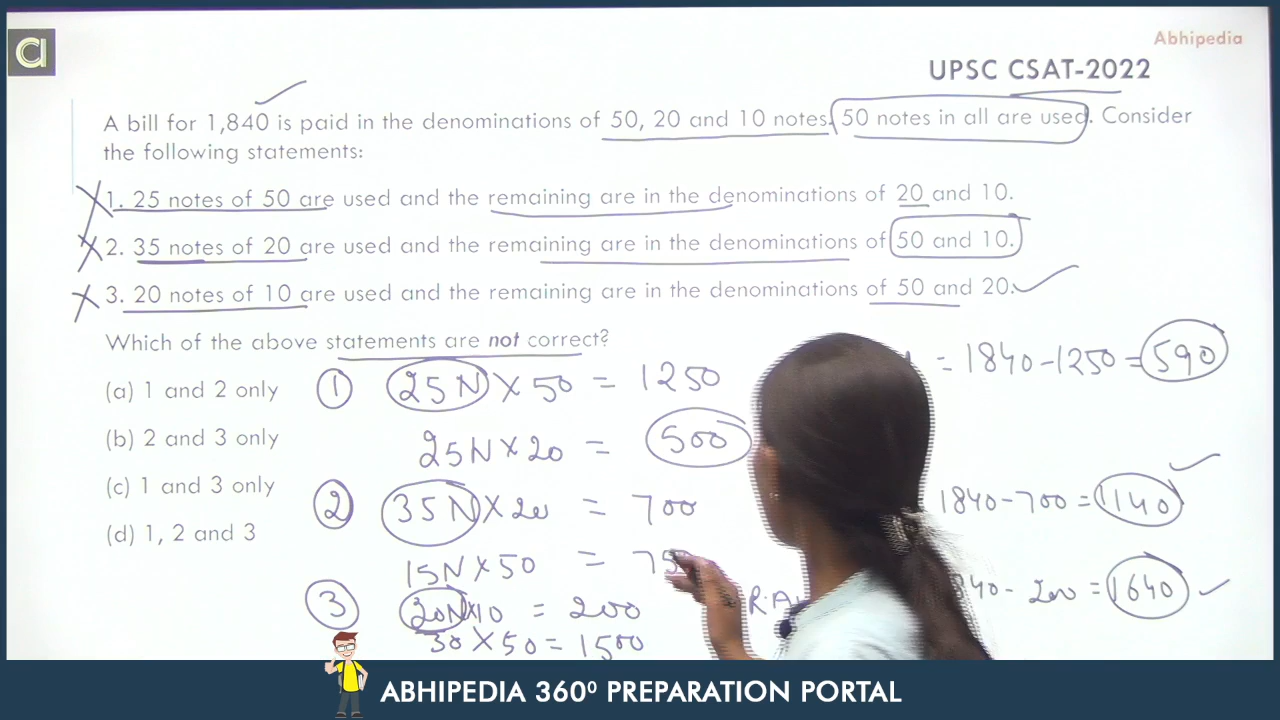 Abhipedia
UPSC CSAT-2022
A bill for 1,840 is paid in the denominations of 50, 20 and 10 notes. 50 notes in all are used. Consider
the following statements:
1. 25 notes of 50 are used and the remaining are in the denominations of 20 and 10.
2. 35 notes of 20 are used and the remaining are in the denominations of 50 and 10.
3. 20 notes of 10 are used and the remaining are in the denominations of 50 and 20.
Which of the above statements are not correct?
(a) 1 and 2 only
(b) 2 and 3 only
(c) 1 and 3 only
(d) 1, 2 and 3
① 25N × 50 = 1250
= 1840 - 1250 = 590
25N × 20 = 500
② 35N × 20 = 700
1840 - 700 = 1140
15N × 50 =
③ 20N × 10 = 200
- 200 = 1640
30 × 50 = 1500
ABHIPEDIA 360⁰ PREPARATION PORTAL